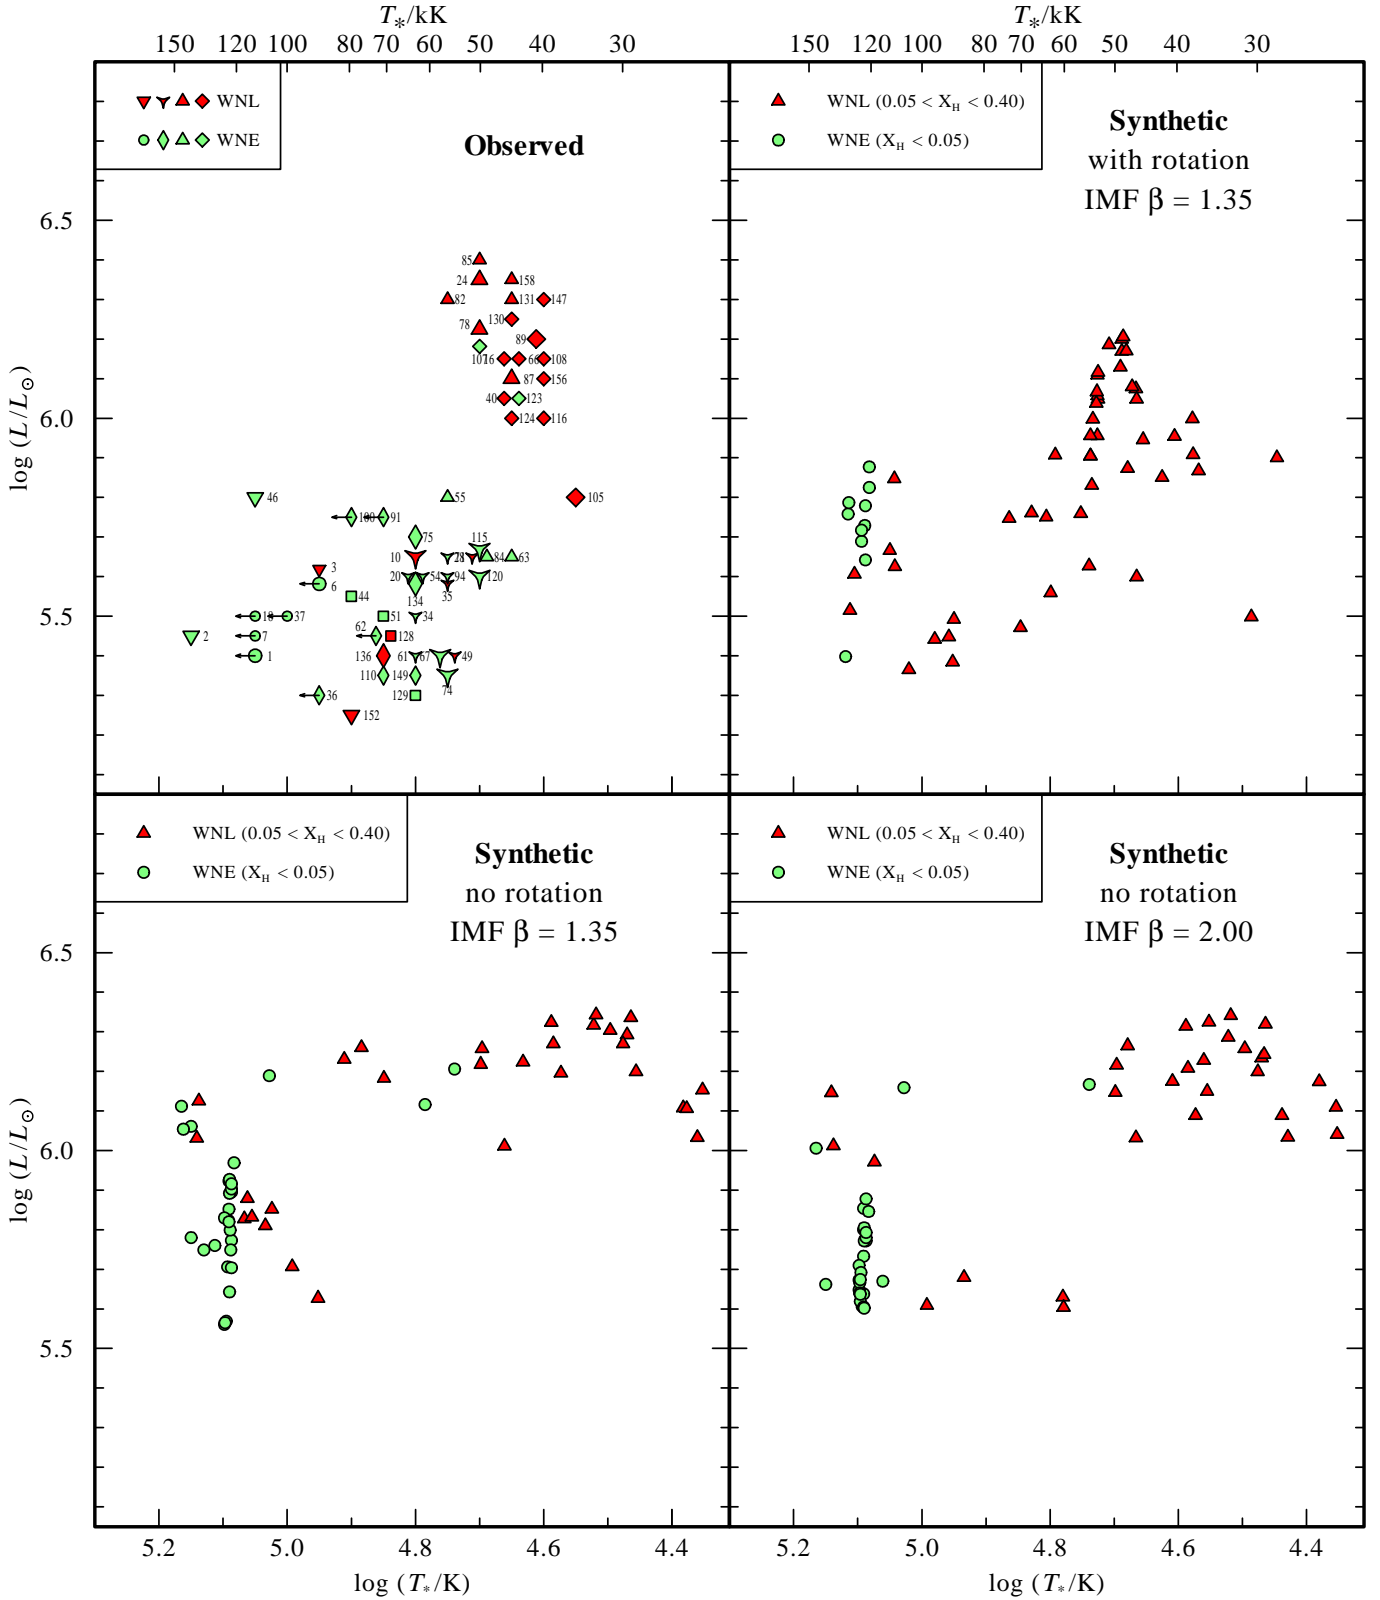 T*/kK
T*/kK
150 120 100 80 70 60 50 40 30
150 120 100 80 70 60 50 40 30
WNL
WNE
Observed
WNL (0.05 < XH < 0.40)
WNE (XH < 0.05)
Synthetic
with rotation
IMF β = 1.35
6.5
6.0
5.5
log (L/L⊙)
85
24
158
82
131
147
130
78
89
107
16
66
108
87
156
40
123
124
116
46
55
105
100
91
75
115
10
28
84
63
3
6
20
54
94
120
44
134
35
18
37
51
34
2
7
62
128
1
136
61
67
49
110
149
74
36
129
152
WNL (0.05 < XH < 0.40)
WNE (XH < 0.05)
Synthetic
no rotation
IMF β = 1.35
WNL (0.05 < XH < 0.40)
WNE (XH < 0.05)
Synthetic
no rotation
IMF β = 2.00
6.5
6.0
5.5
log (L/L⊙)
5.2 5.0 4.8 4.6 4.4
5.2 5.0 4.8 4.6 4.4
log (T*/K)
log (T*/K)